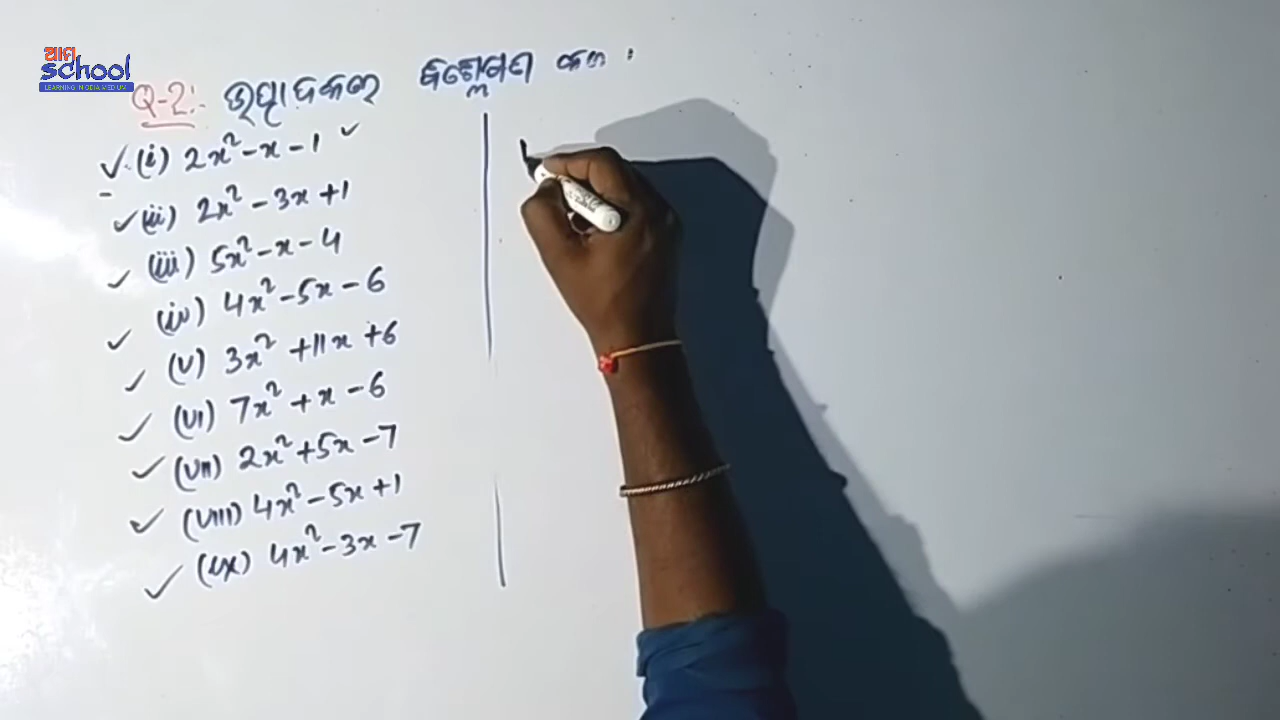 ଆମ
school
LEARNING IN ODIA MEDIUM
Q-2:- ଉତ୍ପାଦକରେ ବିଶ୍ଳେଷଣ କର :
(i) 2x² - x - 1
(ii) 2x² - 3x + 1
(iii) 5x² - x - 4
(iv) 4x² - 5x - 6
(v) 3x² + 11x + 6
(vi) 7x² + x - 6
(vii) 2x² + 5x - 7
(viii) 4x² - 5x + 1
(ix) 4x² - 3x - 7